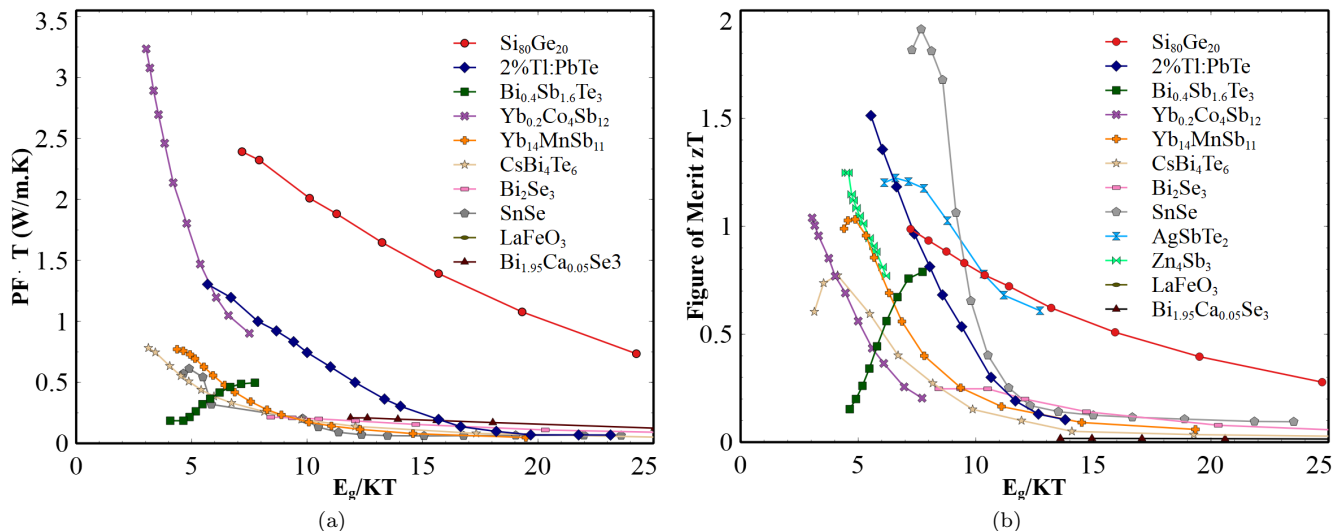 3.5
3
2.5
2
1.5
1
0.5
0
0
5
10
15
20
25
PF· T (W/m.K)
E_g/KT
Si₈₀Ge₂₀
2%Tl:PbTe
Bi₀.₄Sb₁.₆Te₃
Yb₀.₂Co₄Sb₁₂
Yb₁₄MnSb₁₁
CsBi₄Te₆
Bi₂Se₃
SnSe
LaFeO₃
Bi₁.₉₅Ca₀.₀₅Se3
(a)
2
1.5
1
0.5
0
0
5
10
15
20
25
Figure of Merit zT
E_g/KT
Si₈₀Ge₂₀
2%Tl:PbTe
Bi₀.₄Sb₁.₆Te₃
Yb₀.₂Co₄Sb₁₂
Yb₁₄MnSb₁₁
CsBi₄Te₆
Bi₂Se₃
SnSe
AgSbTe₂
Zn₄Sb₃
LaFeO₃
Bi₁.₉₅Ca₀.₀₅Se₃
(b)